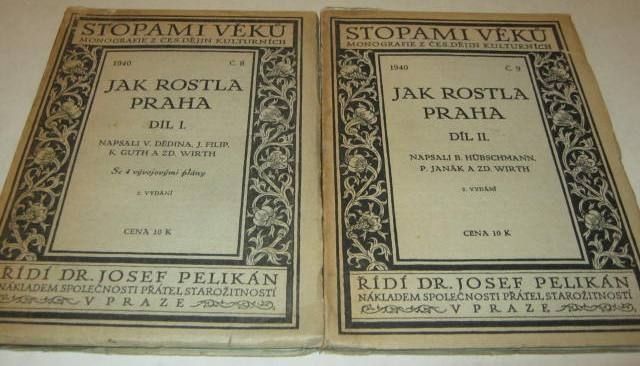 STOPAMI VĚKŮ
MONOGRAFIE Z ČES. DĚJIN KULTURNÍCH
1940 Č. 8
JAK ROSTLA
PRAHA
DÍL I.
NAPSALI V. DĚDINA, J. FILIP,
K. GUTH A ZD. WIRTH
Se 4 vývojovými plány
2. VYDÁNÍ
CENA 10 K
ŘÍDÍ DR. JOSEF PELIKÁN
NÁKLADEM SPOLEČNOSTI PŘÁTEL STAROŽITNOSTÍ
V PRAZE
STOPAMI VĚKŮ
MONOGRAFIE Z ČES. DĚJIN KULTURNÍCH
1940 Č. 9
JAK ROSTLA
PRAHA
DÍL II.
NAPSALI B. HÜBSCHMANN,
P. JANÁK A ZD. WIRTH
2. VYDÁNÍ
CENA 10 K
ŘÍDÍ DR. JOSEF PELIKÁN
NÁKLADEM SPOLEČNOSTI PŘÁTEL STAROŽITNOSTÍ
V PRAZE